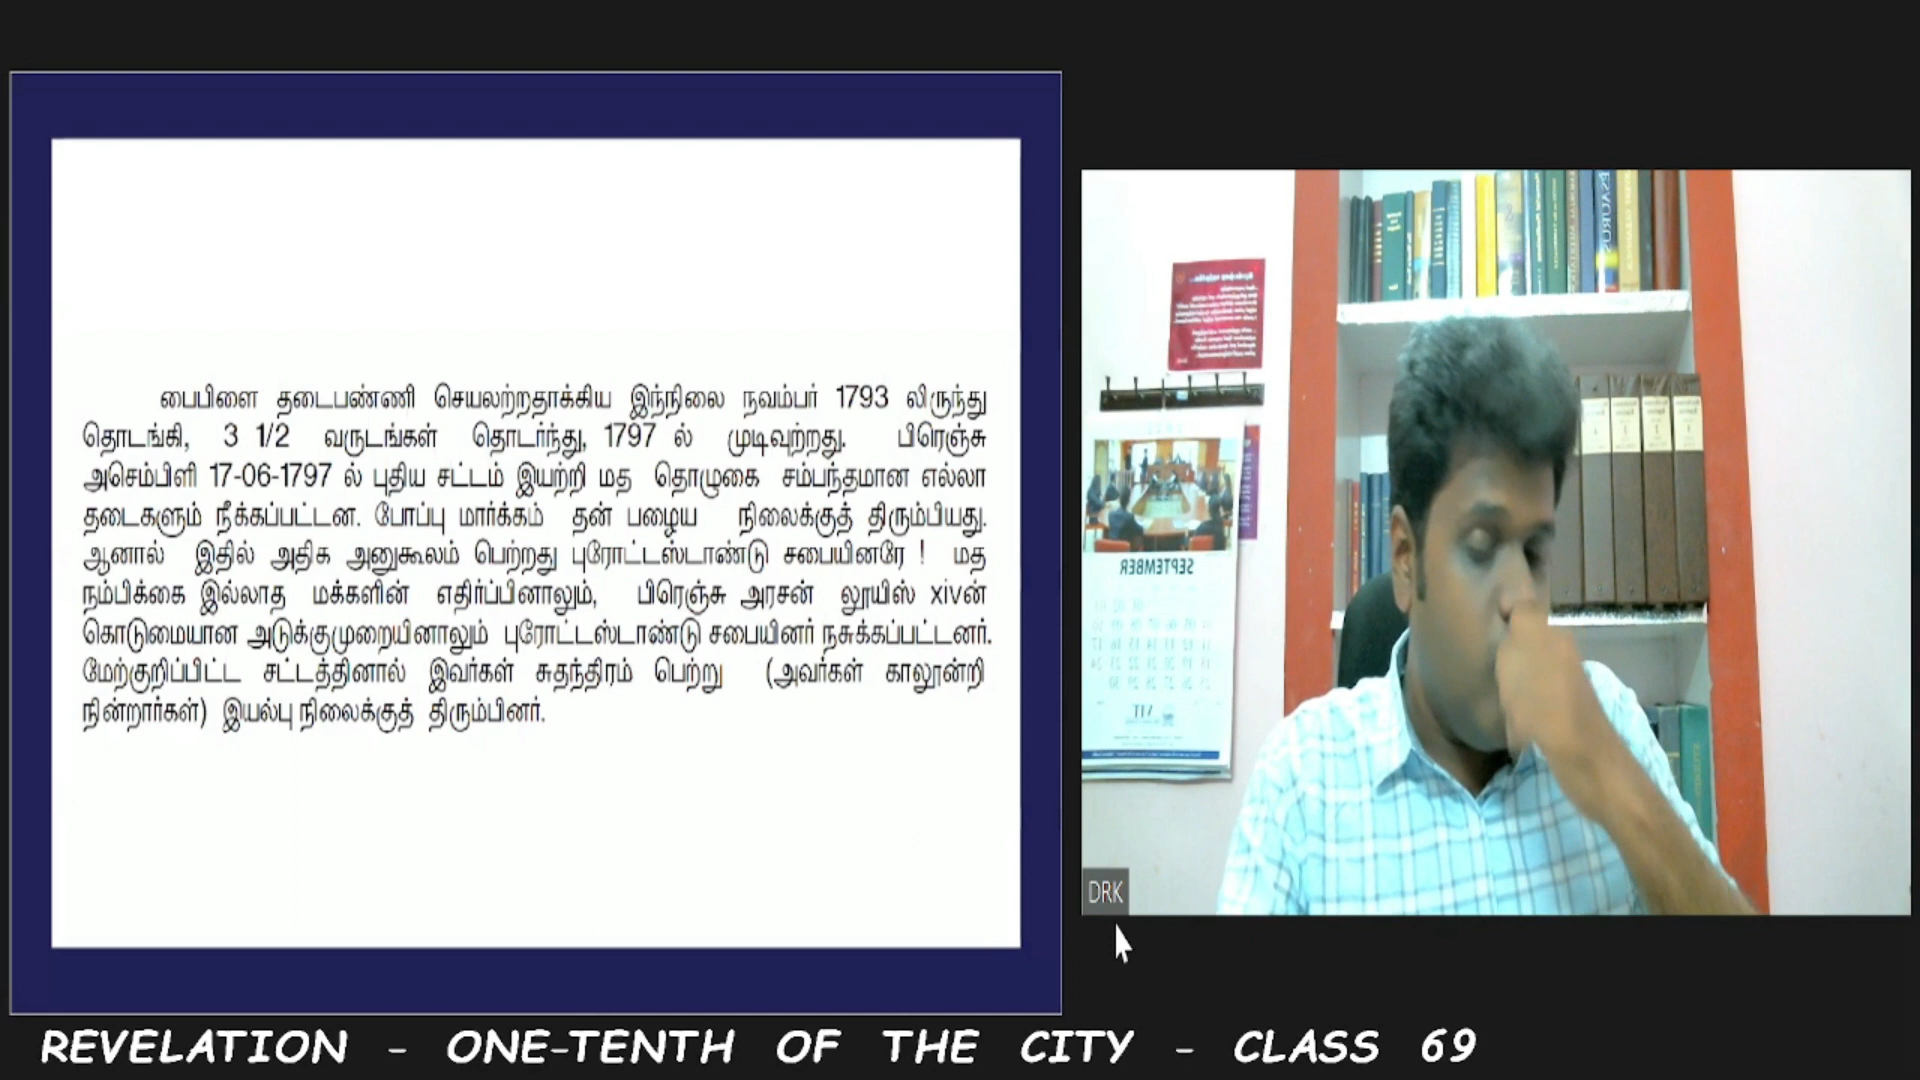 பைபிளை தடைபண்ணி செயலற்றதாக்கிய இந்நிலை நவம்பர் 1793 லிருந்து
தொடங்கி, 3 1/2 வருடங்கள் தொடர்ந்து, 1797 ல் முடிவுற்றது. பிரெஞ்சு
அசெம்பிளி 17-06-1797 ல் புதிய சட்டம் இயற்றி மத தொழுகை சம்பந்தமான எல்லா
தடைகளும் நீக்கப்பட்டன. போப்பு மார்க்கம் தன் பழைய நிலைக்குத் திரும்பியது.
ஆனால் இதில் அதிக அனுகூலம் பெற்றது புரோட்டஸ்டாண்டு சபையினரே ! மத
நம்பிக்கை இல்லாத மக்களின் எதிர்ப்பினாலும், பிரெஞ்சு அரசன் லூயிஸ் xivன்
கொடுமையான அடுக்குமுறையினாலும் புரோட்டஸ்டாண்டு சபையினர் நசுக்கப்பட்டனர்.
மேற்குறிப்பிட்ட சட்டத்தினால் இவர்கள் சுதந்திரம் பெற்று (அவர்கள் காலூன்றி
நின்றார்கள்) இயல்பு நிலைக்குத் திரும்பினர்.
SEPTEMBER
VIT
DRK
REVELATION - ONE-TENTH OF THE CITY - CLASS 69